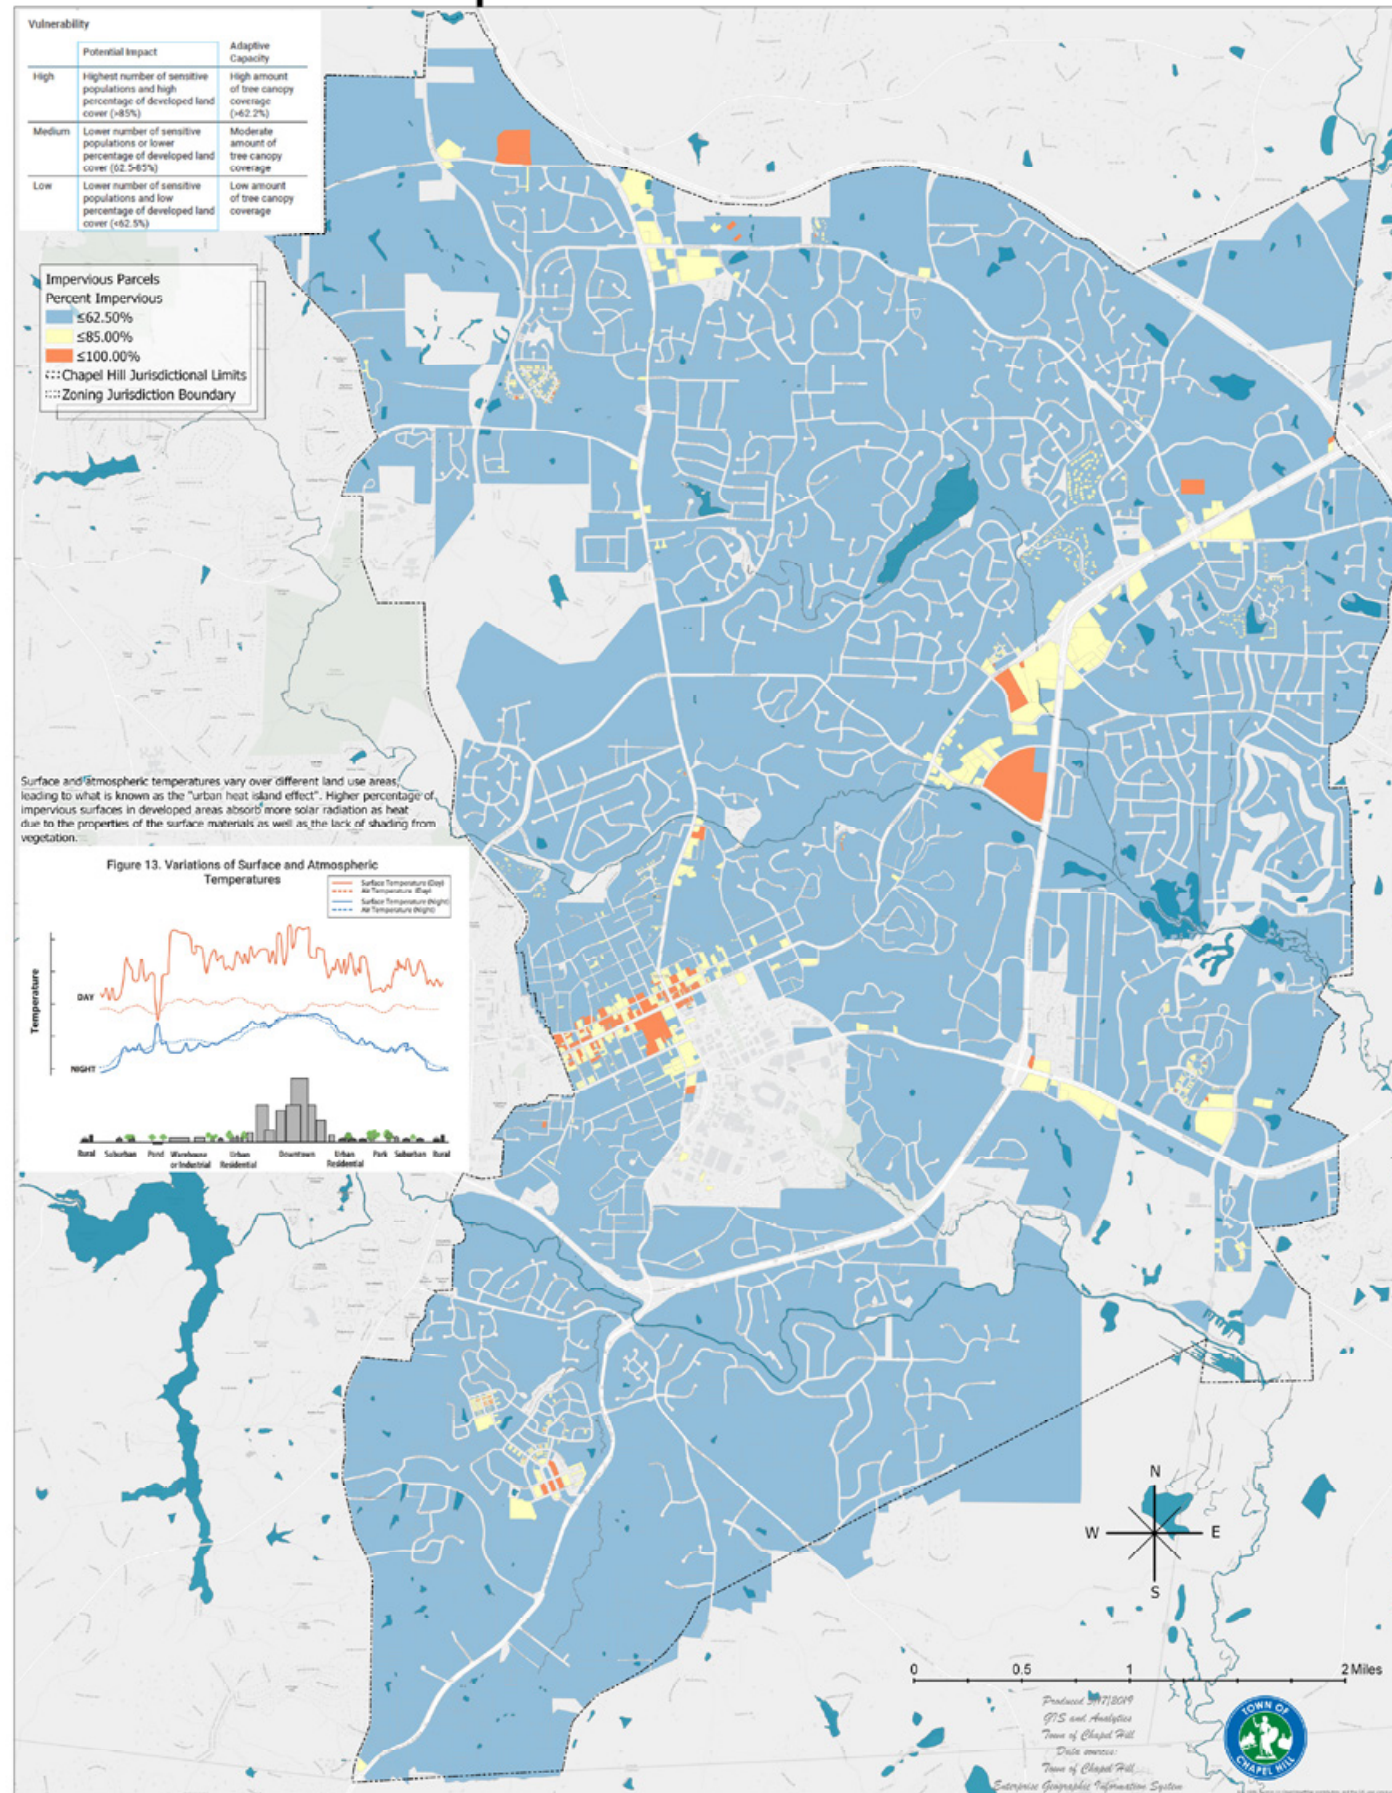 Vulnerability
Potential Impact
Adaptive
Capacity
High
Highest number of sensitive
populations and high
percentage of developed land
cover (>85%)
High amount
of tree canopy
coverage
(>62.2%)
Medium
Lower number of sensitive
populations or lower
percentage of developed land
cover (62.5-85%)
Moderate
amount of
tree canopy
coverage
Low
Lower number of sensitive
populations and low
percentage of developed land
cover (<62.5%)
Low amount
of tree canopy
coverage
Impervious Parcels
Percent Impervious
≤62.50%
≤85.00%
≤100.00%
Chapel Hill Jurisdictional Limits
Zoning Jurisdiction Boundary
Surface and atmospheric temperatures vary over different land use areas,
leading to what is known as the "urban heat island effect". Higher percentage of
impervious surfaces in developed areas absorb more solar radiation as heat
due to the properties of the surface materials as well as the lack of shading from
vegetation.
Figure 13. Variations of Surface and Atmospheric
Temperatures
Surface Temperature (Day)
Air Temperature (Day)
Surface Temperature (Night)
Air Temperature (Night)
Temperature
DAY
NIGHT
Rural
Suburban
Pond
Warehouse
or Industrial
Urban
Residential
Downtown
Urban
Residential
Park
Suburban
Rural
N
W
E
S
0
0.5
1
2 Miles
Produced
GIS and Analytics
Town of Chapel Hill
Data sources:
Town of Chapel Hill
Enterprise Geographic Information System
TOWN OF
CHAPEL HILL